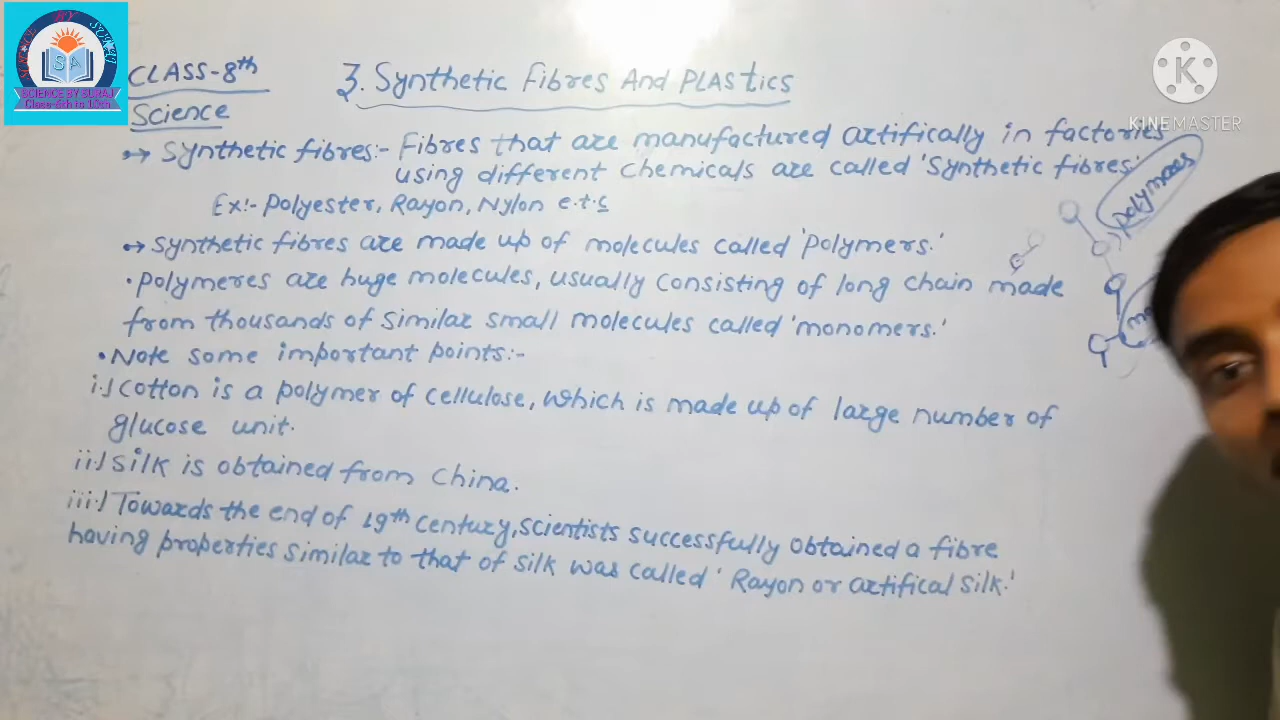 SCIENCE BY SURAJ
SA
SCIENCE BY SURAJ
Class-6th to 10th
CLASS-8th
Science
3. Synthetic Fibres And PLAStics
K
KINEMASTER
↔ Synthetic fibres:- Fibres that are manufactured artifically in factories
using different chemicals are called 'Synthetic fibres.'
Ex:- Polyester, Rayon, Nylon e.t.c
↔ Synthetic fibres are made up of molecules called 'Polymers.'
• Polymeres are huge molecules, usually consisting of long chain made
from thousands of similar small molecules called 'monomers.'
• Note some important points:-
i.) Cotton is a polymer of cellulose, which is made up of large number of
glucose unit.
ii.) Silk is obtained from China.
iii.) Towards the end of 19th Century, scientists successfully obtained a fibre
having properties similar to that of silk was called 'Rayon or artifical silk.'
polymeres